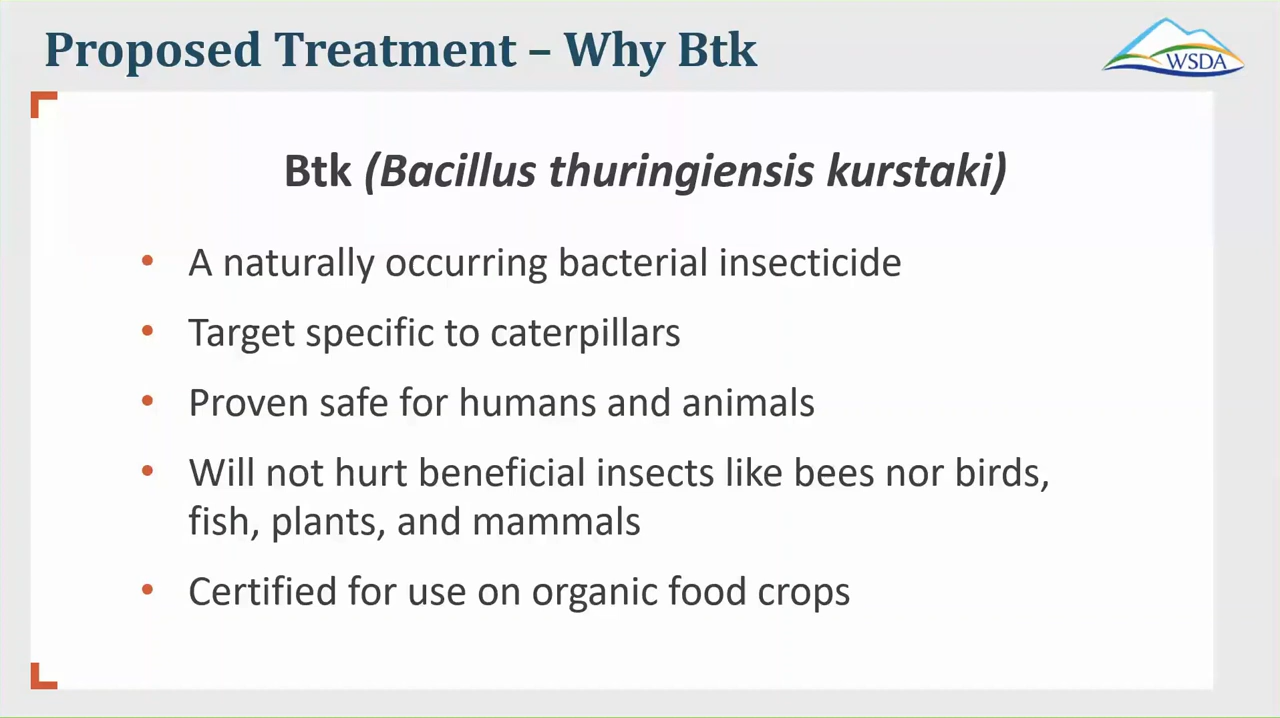 Proposed Treatment – Why Btk
WSDA
Btk (Bacillus thuringiensis kurstaki)
• A naturally occurring bacterial insecticide
• Target specific to caterpillars
• Proven safe for humans and animals
• Will not hurt beneficial insects like bees nor birds,
fish, plants, and mammals
• Certified for use on organic food crops